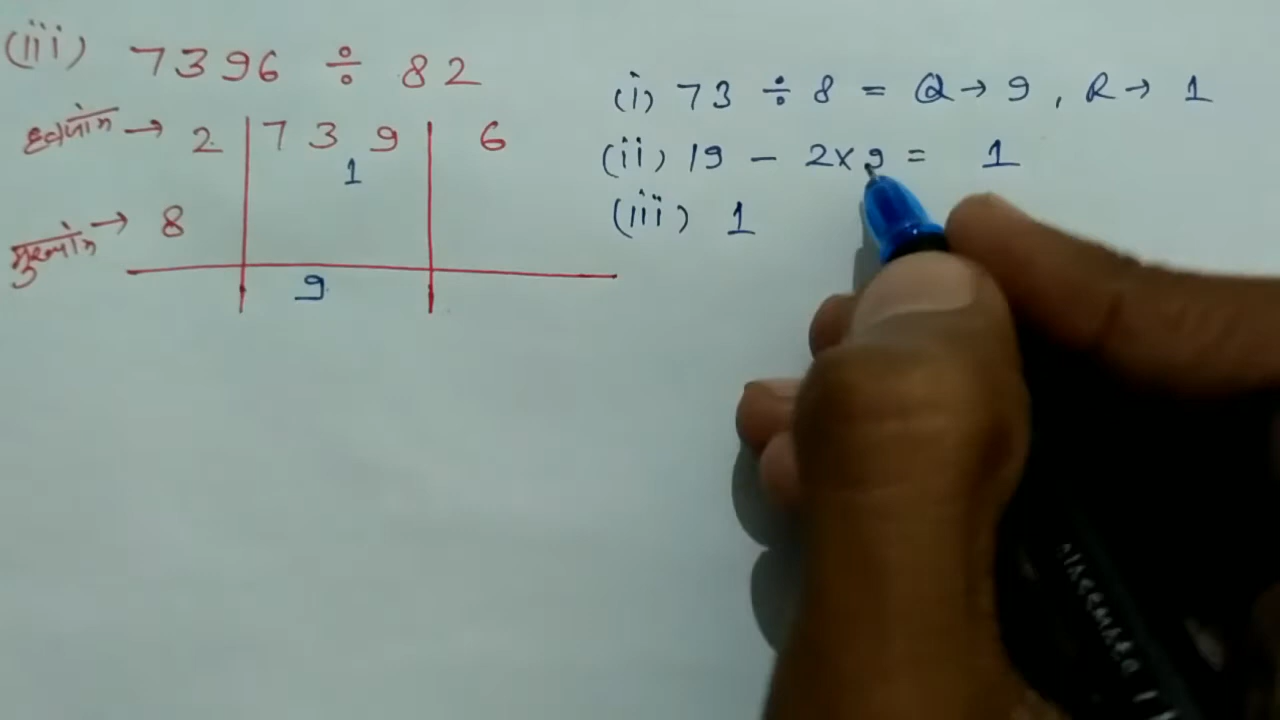 (iii) 7396 ÷ 82
ध्वजांक → 2 7 3 9 6
1
मूलांक → 8
9
(i) 73 ÷ 8 = Q → 9 , R → 1
(ii) 19 - 2×9 = 1
(iii) 1